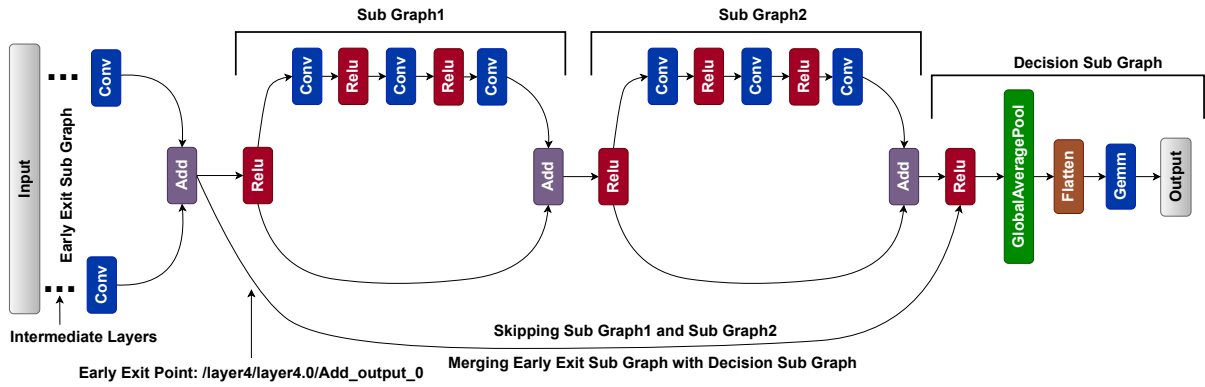 Sub Graph1
Sub Graph2
Decision Sub Graph
Input
Early Exit Sub Graph
Conv
Conv
Add
Relu
Conv
Relu
Conv
Relu
Conv
Add
Relu
Conv
Relu
Conv
Relu
Conv
Add
Relu
GlobalAveragePool
Flatten
Gemm
Output
Intermediate Layers
Skipping Sub Graph1 and Sub Graph2
Merging Early Exit Sub Graph with Decision Sub Graph
Early Exit Point: /layer4/layer4.0/Add_output_0